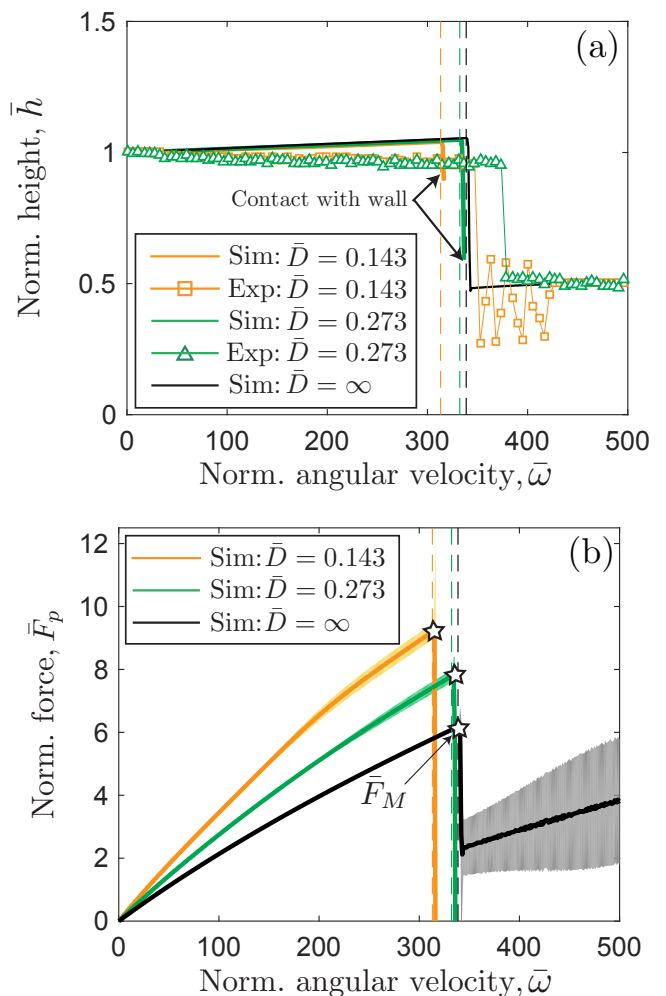 (a)
1.5
1
0.5
0
Norm. height, h̄
Contact with wall
Sim: D̄ = 0.143
Exp: D̄ = 0.143
Sim: D̄ = 0.273
Exp: D̄ = 0.273
Sim: D̄ = ∞
0 100 200 300 400 500
Norm. angular velocity, ω̄
(b)
12
10
8
6
4
2
0
Norm. force, F̄_p
Sim: D̄ = 0.143
Sim: D̄ = 0.273
Sim: D̄ = ∞
F̄_M
0 100 200 300 400 500
Norm. angular velocity, ω̄